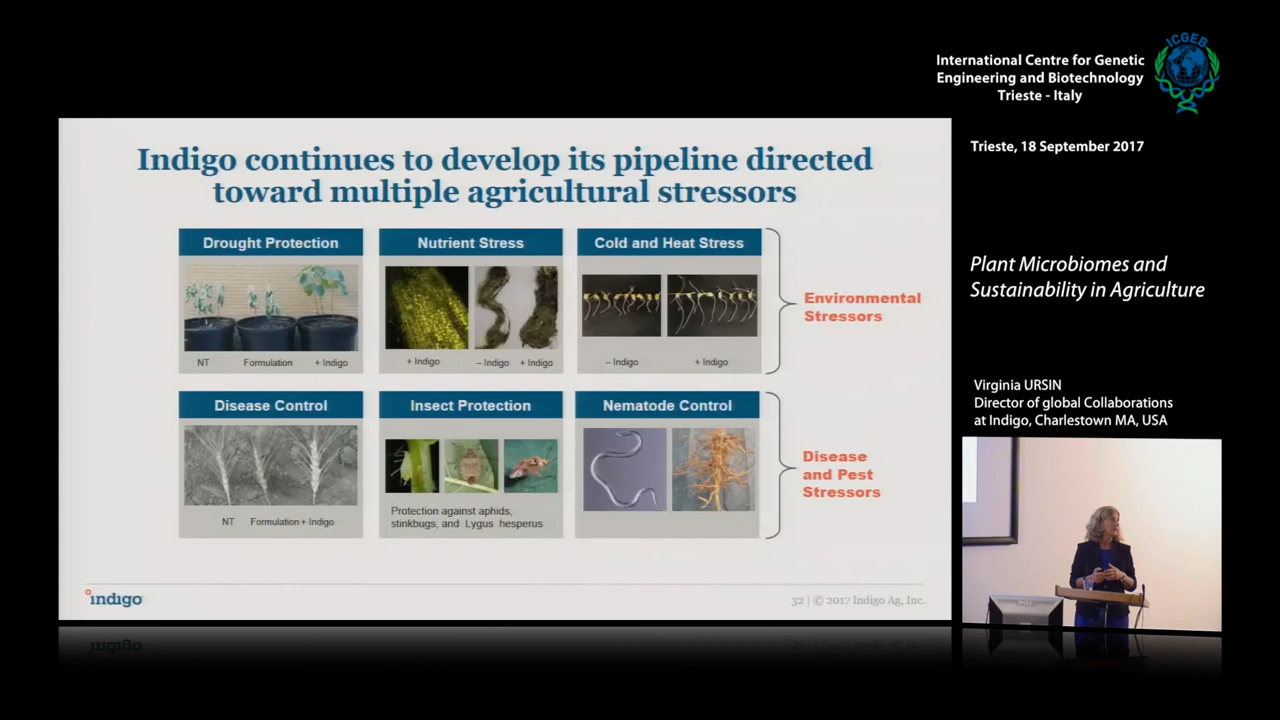 ICGEB
International Centre for Genetic
Engineering and Biotechnology
Trieste - Italy
Trieste, 18 September 2017
Plant Microbiomes and
Sustainability in Agriculture
Virginia URSIN
Director of global Collaborations
at Indigo, Charlestown MA, USA
Indigo continues to develop its pipeline directed
toward multiple agricultural stressors
Drought Protection
NT Formulation + Indigo
Nutrient Stress
+ Indigo – Indigo + Indigo
Cold and Heat Stress
– Indigo + Indigo
Environmental
Stressors
Disease Control
NT Formulation + Indigo
Insect Protection
Protection against aphids,
stinkbugs, and Lygus hesperus
Nematode Control
Disease
and Pest
Stressors
indigo
32 | © 2017 Indigo Ag, Inc.